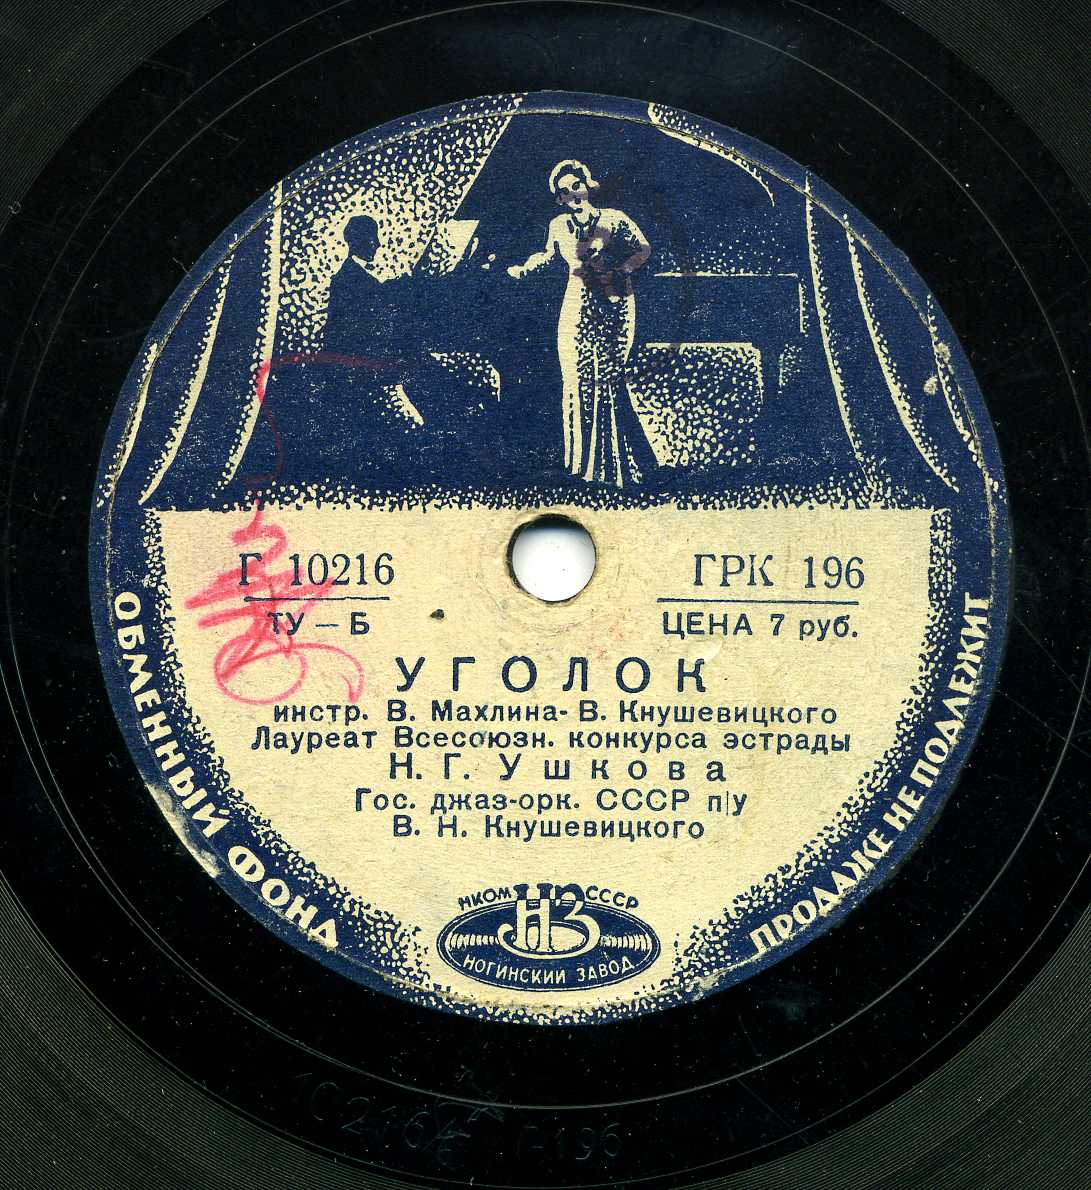 Г 10216
ТУ – Б
ГРК 196
ЦЕНА 7 руб.
УГОЛОК
инстр. В. Махлина- В. Кнушевицкого
Лауреат Всесоюзн. конкурса эстрады
Н. Г. Ушкова
Гос. джаз-орк. СССР п|у
В. Н. Кнушевицкого
ОБМЕННЫЙ ФОНД
ПРОДАЖЕ НЕ ПОДЛЕЖИТ
НКОМ СССР
НЗ
НОГИНСКИЙ ЗАВОД
Г-196